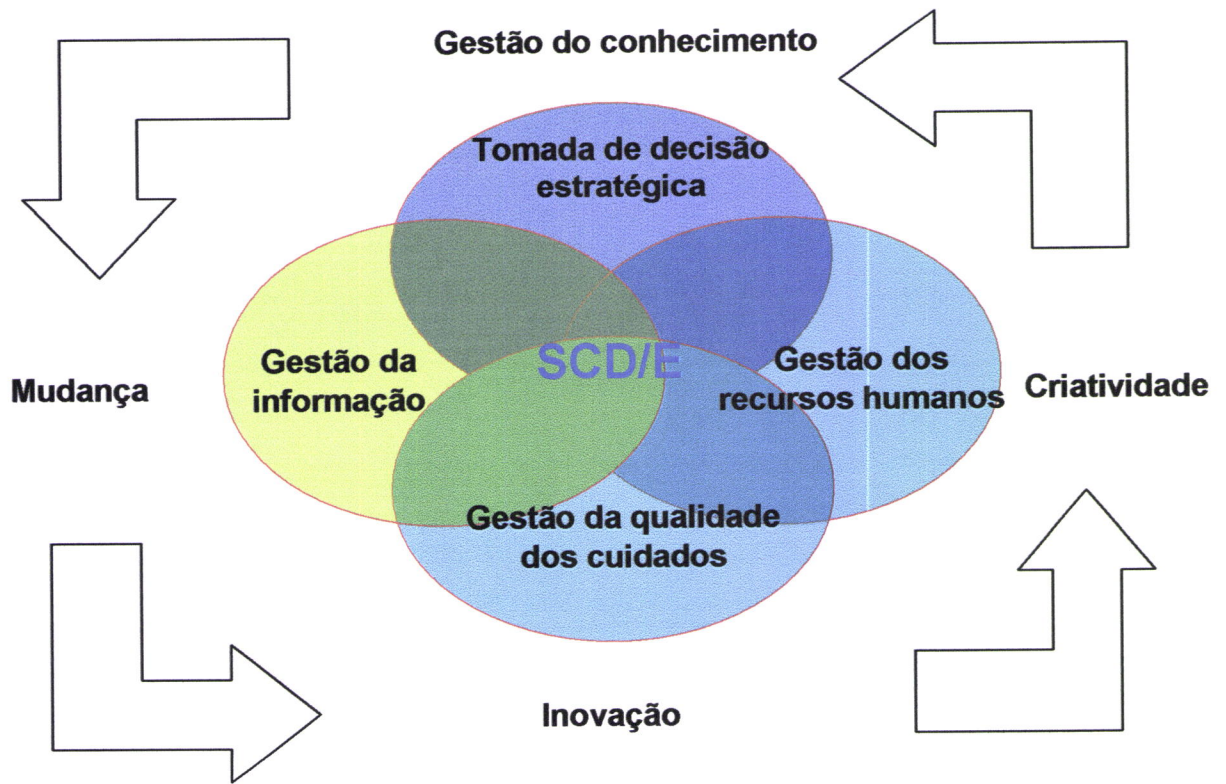 Gestão do conhecimento
Tomada de decisão
estratégica
Mudança
Gestão da
informação
SCD/E
Gestão dos
recursos humanos
Criatividade
Gestão da qualidade
dos cuidados
Inovação